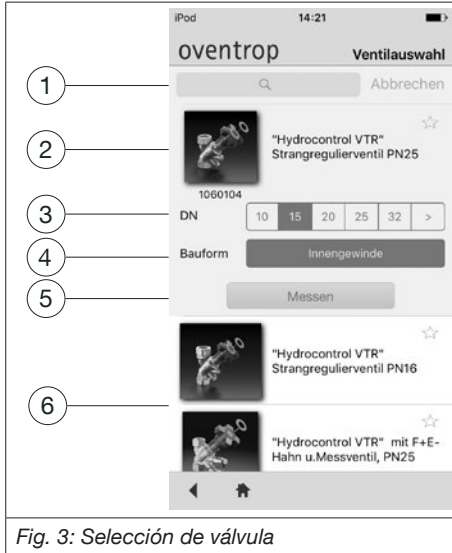 iPod 14:21
oventrop Ventilauswahl
1
Abbrechen
2
"Hydrocontrol VTR"
Strangregulierventil PN25
1060104
3
DN 10 15 20 25 32 >
4
Bauform Innengewinde
5
Messen
"Hydrocontrol VTR"
Strangregulierventil PN16
6
"Hydrocontrol VTR" mit F+E-
Hahn u.Messventil, PN25
Fig. 3: Selección de válvula